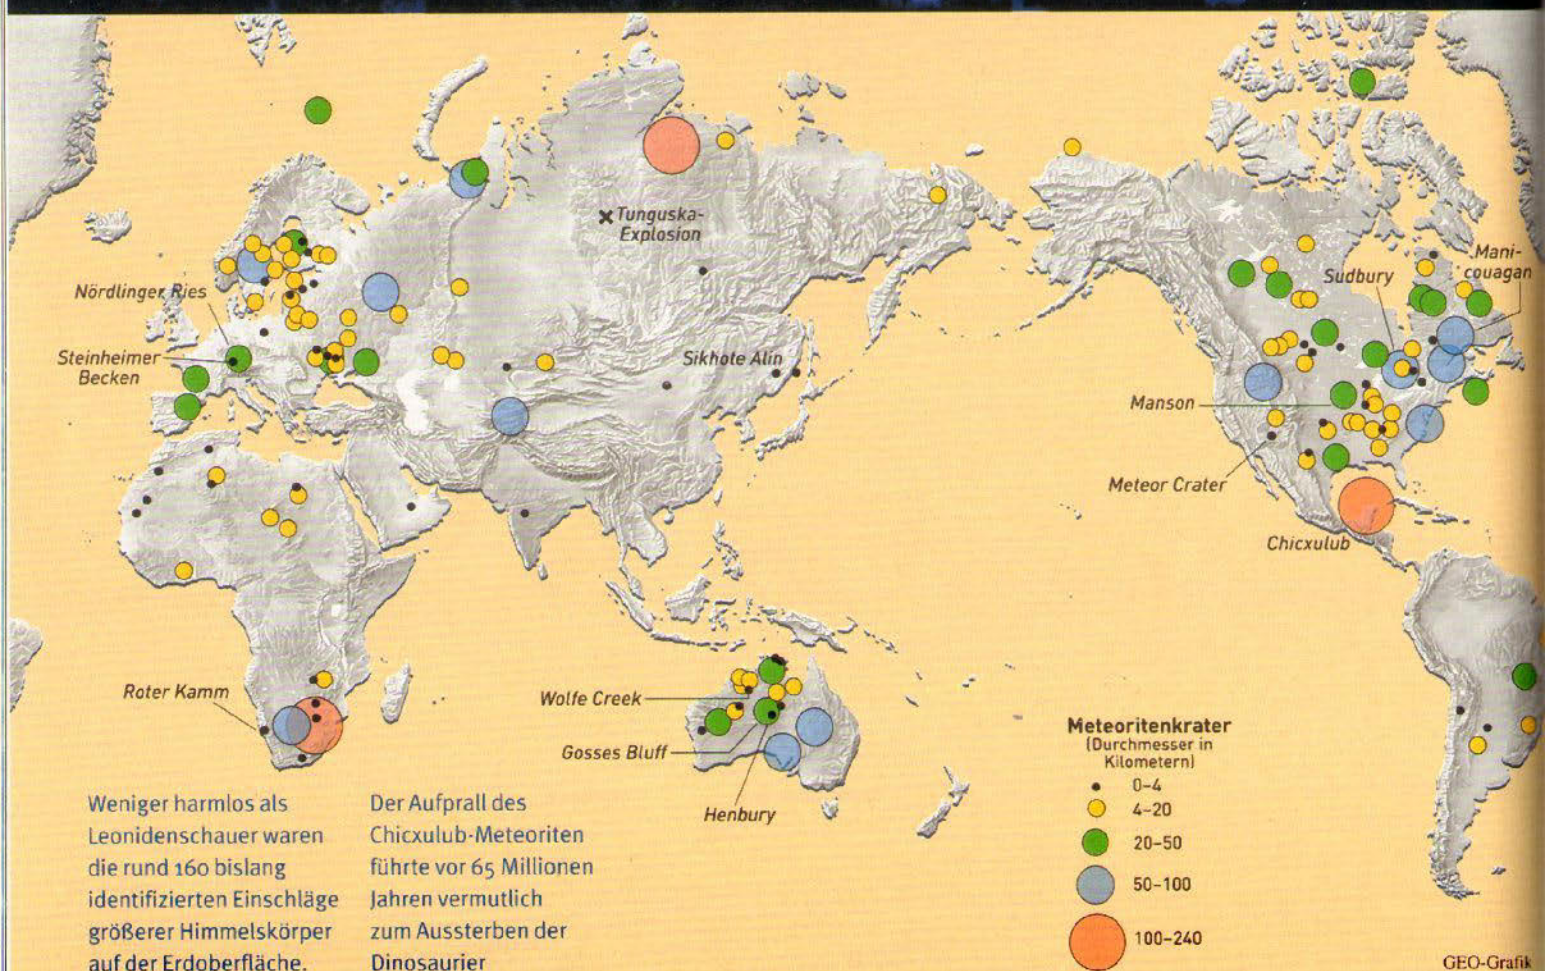 Tunguska-
Explosion
Mani-
couagan
Sudbury
Nördlinger Ries
Steinheimer
Becken
Sikhote Alin
Manson
Meteor Crater
Chicxulub
Roter Kamm
Wolfe Creek
Gosses Bluff
Henbury
Meteoritenkrater
(Durchmesser in
Kilometern)
0–4
4–20
20–50
50–100
100–240
Weniger harmlos als
Leonidenschauer waren
die rund 160 bislang
identifizierten Einschläge
größerer Himmelskörper
auf der Erdoberfläche.
Der Aufprall des
Chicxulub-Meteoriten
führte vor 65 Millionen
Jahren vermutlich
zum Aussterben der
Dinosaurier
GEO-Grafik